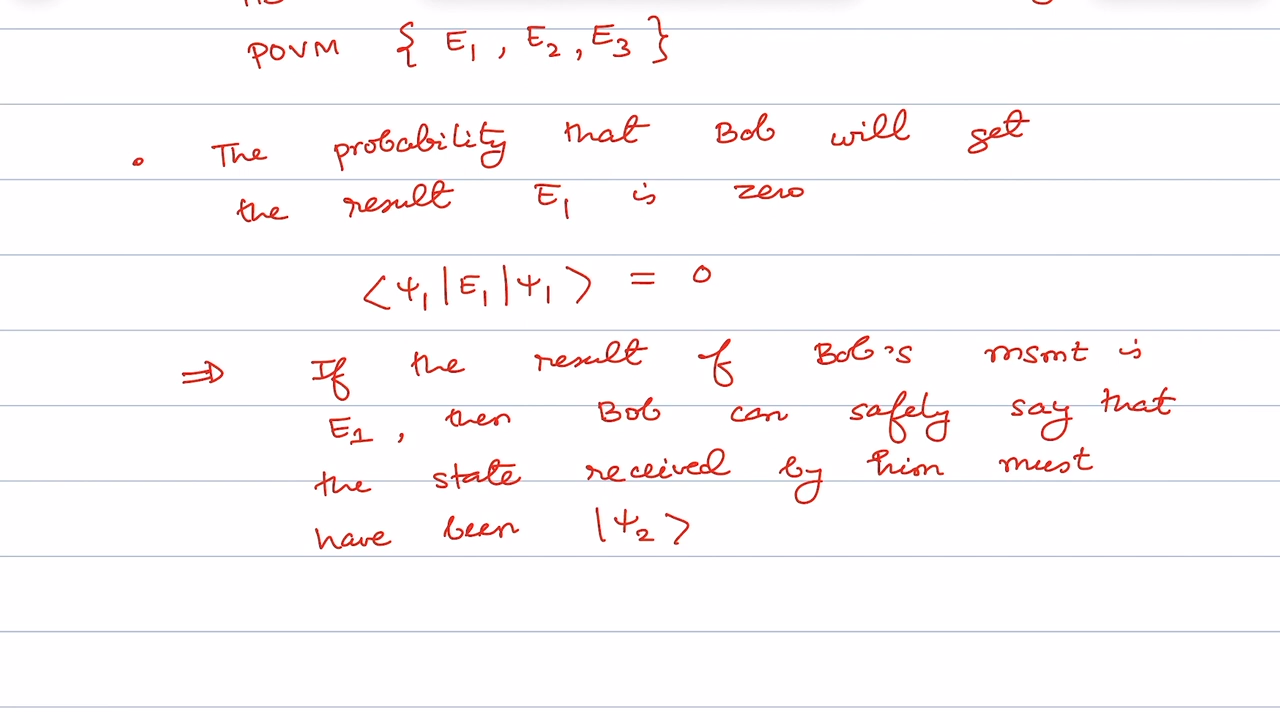 POVM { E₁ , E₂ , E₃ }
• The probability that Bob will get
the result E₁ is zero
⟨ψ₁|E₁|ψ₁⟩ = 0
⇒ If the result of Bob's msmt is
E₁ , then Bob can safely say that
the state received by him must
have been |ψ₂⟩